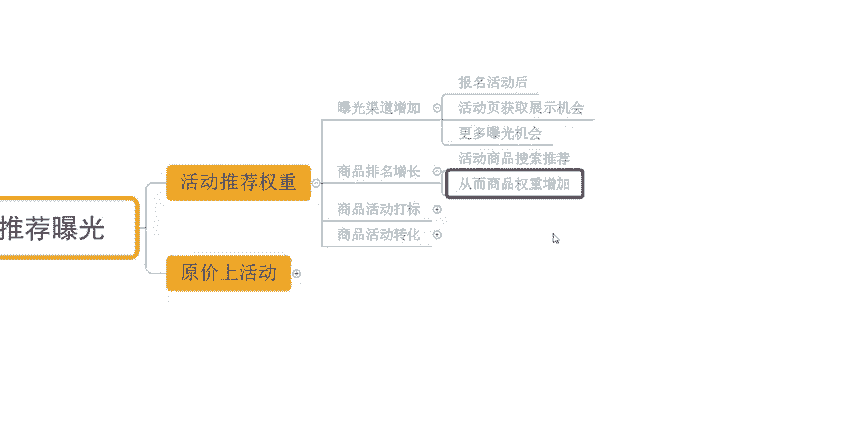 推荐曝光
活动推荐权重
曝光渠道增加
报名活动后
活动页获取展示机会
更多曝光机会
商品排名增长
活动商品搜索推荐
从而商品权重增加
商品活动打标
商品活动转化
原价上活动